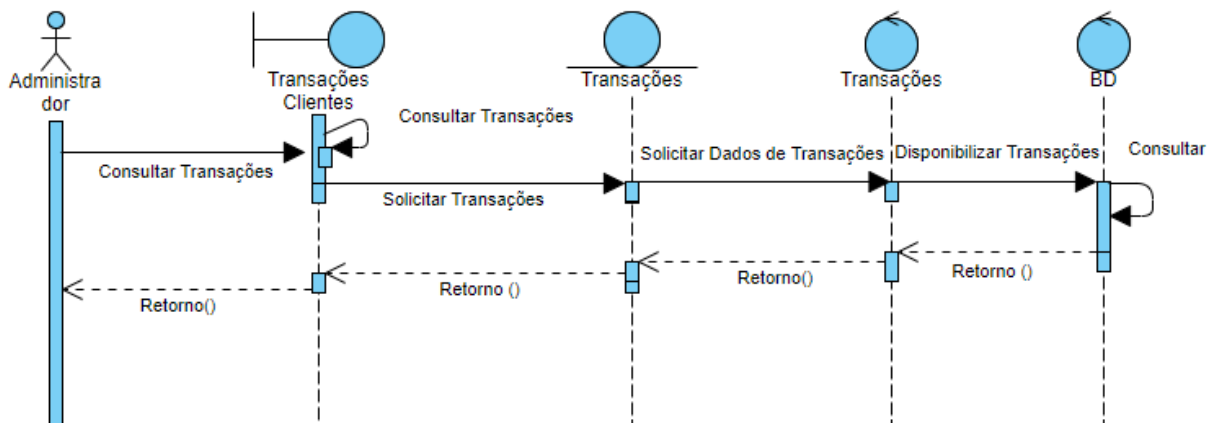 Administra
dor
Transações
Clientes
Transações
Transações
BD
Consultar Transações
Consultar Transações
Solicitar Dados de Transações
Disponibilizar Transações
Consultar
Solicitar Transações
Retorno()
Retorno ()
Retorno()
Retorno ()